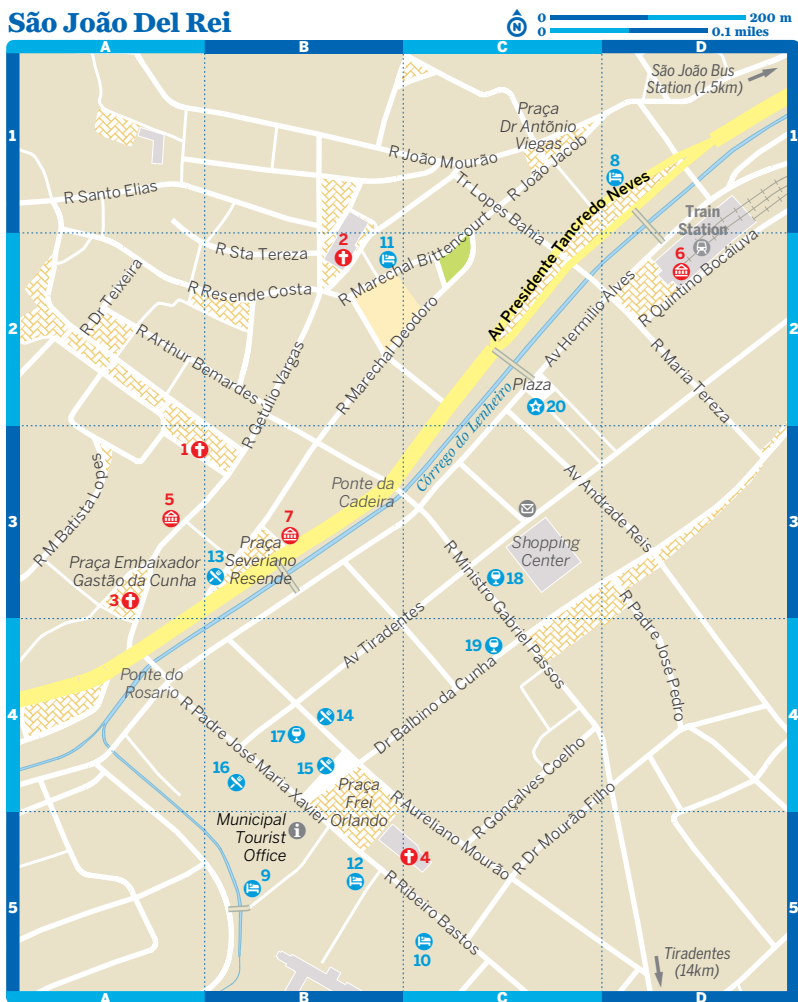 São João Del Rei
N
0 200 m
0 0.1 miles
A B C D
São João Bus
Station (1.5km)
Praça
Dr Antônio
Viegas
1 1
R João Mourão
R João Jacob
8
Tr Lopes Bahia
R Santo Elias
Av Presidente Tancredo Neves
Train
Station
2
11
6
R Sta Tereza
R Marechal Bittencourt
R Quintino Bocáiuva
R Dr Teixeira
R Resende Costa
Av Hermílio Alves
2 2
R Arthur Bernardes
R Getúlio Vargas
R Marechal Deodoro
R Maria Tereza
Plaza
20
Córrego do Lenheiro
1
R M Batista Lopes
Ponte da
Cadeira
Av Andrade Reis
5
7
3 3
Praça
Severiano
Resende
13
Shopping
Center
Praça Embaixador
Gastão da Cunha
3
R Ministro Gabriel Passos
18
R Padre José Pedro
Av Tiradentes
19
Ponte do
Rosario
Dr Balbino da Cunha
4 4
R Padre José Maria Xavier
14
17
15
16
Praça
Frei
Orlando
R Gonçalves Coelho
R Aureliano Mourão
R Dr Mourão Filho
Municipal
Tourist
Office
i
4
12
9
5 5
R Ribeiro Bastos
10
Tiradentes
(14km)
A B C D